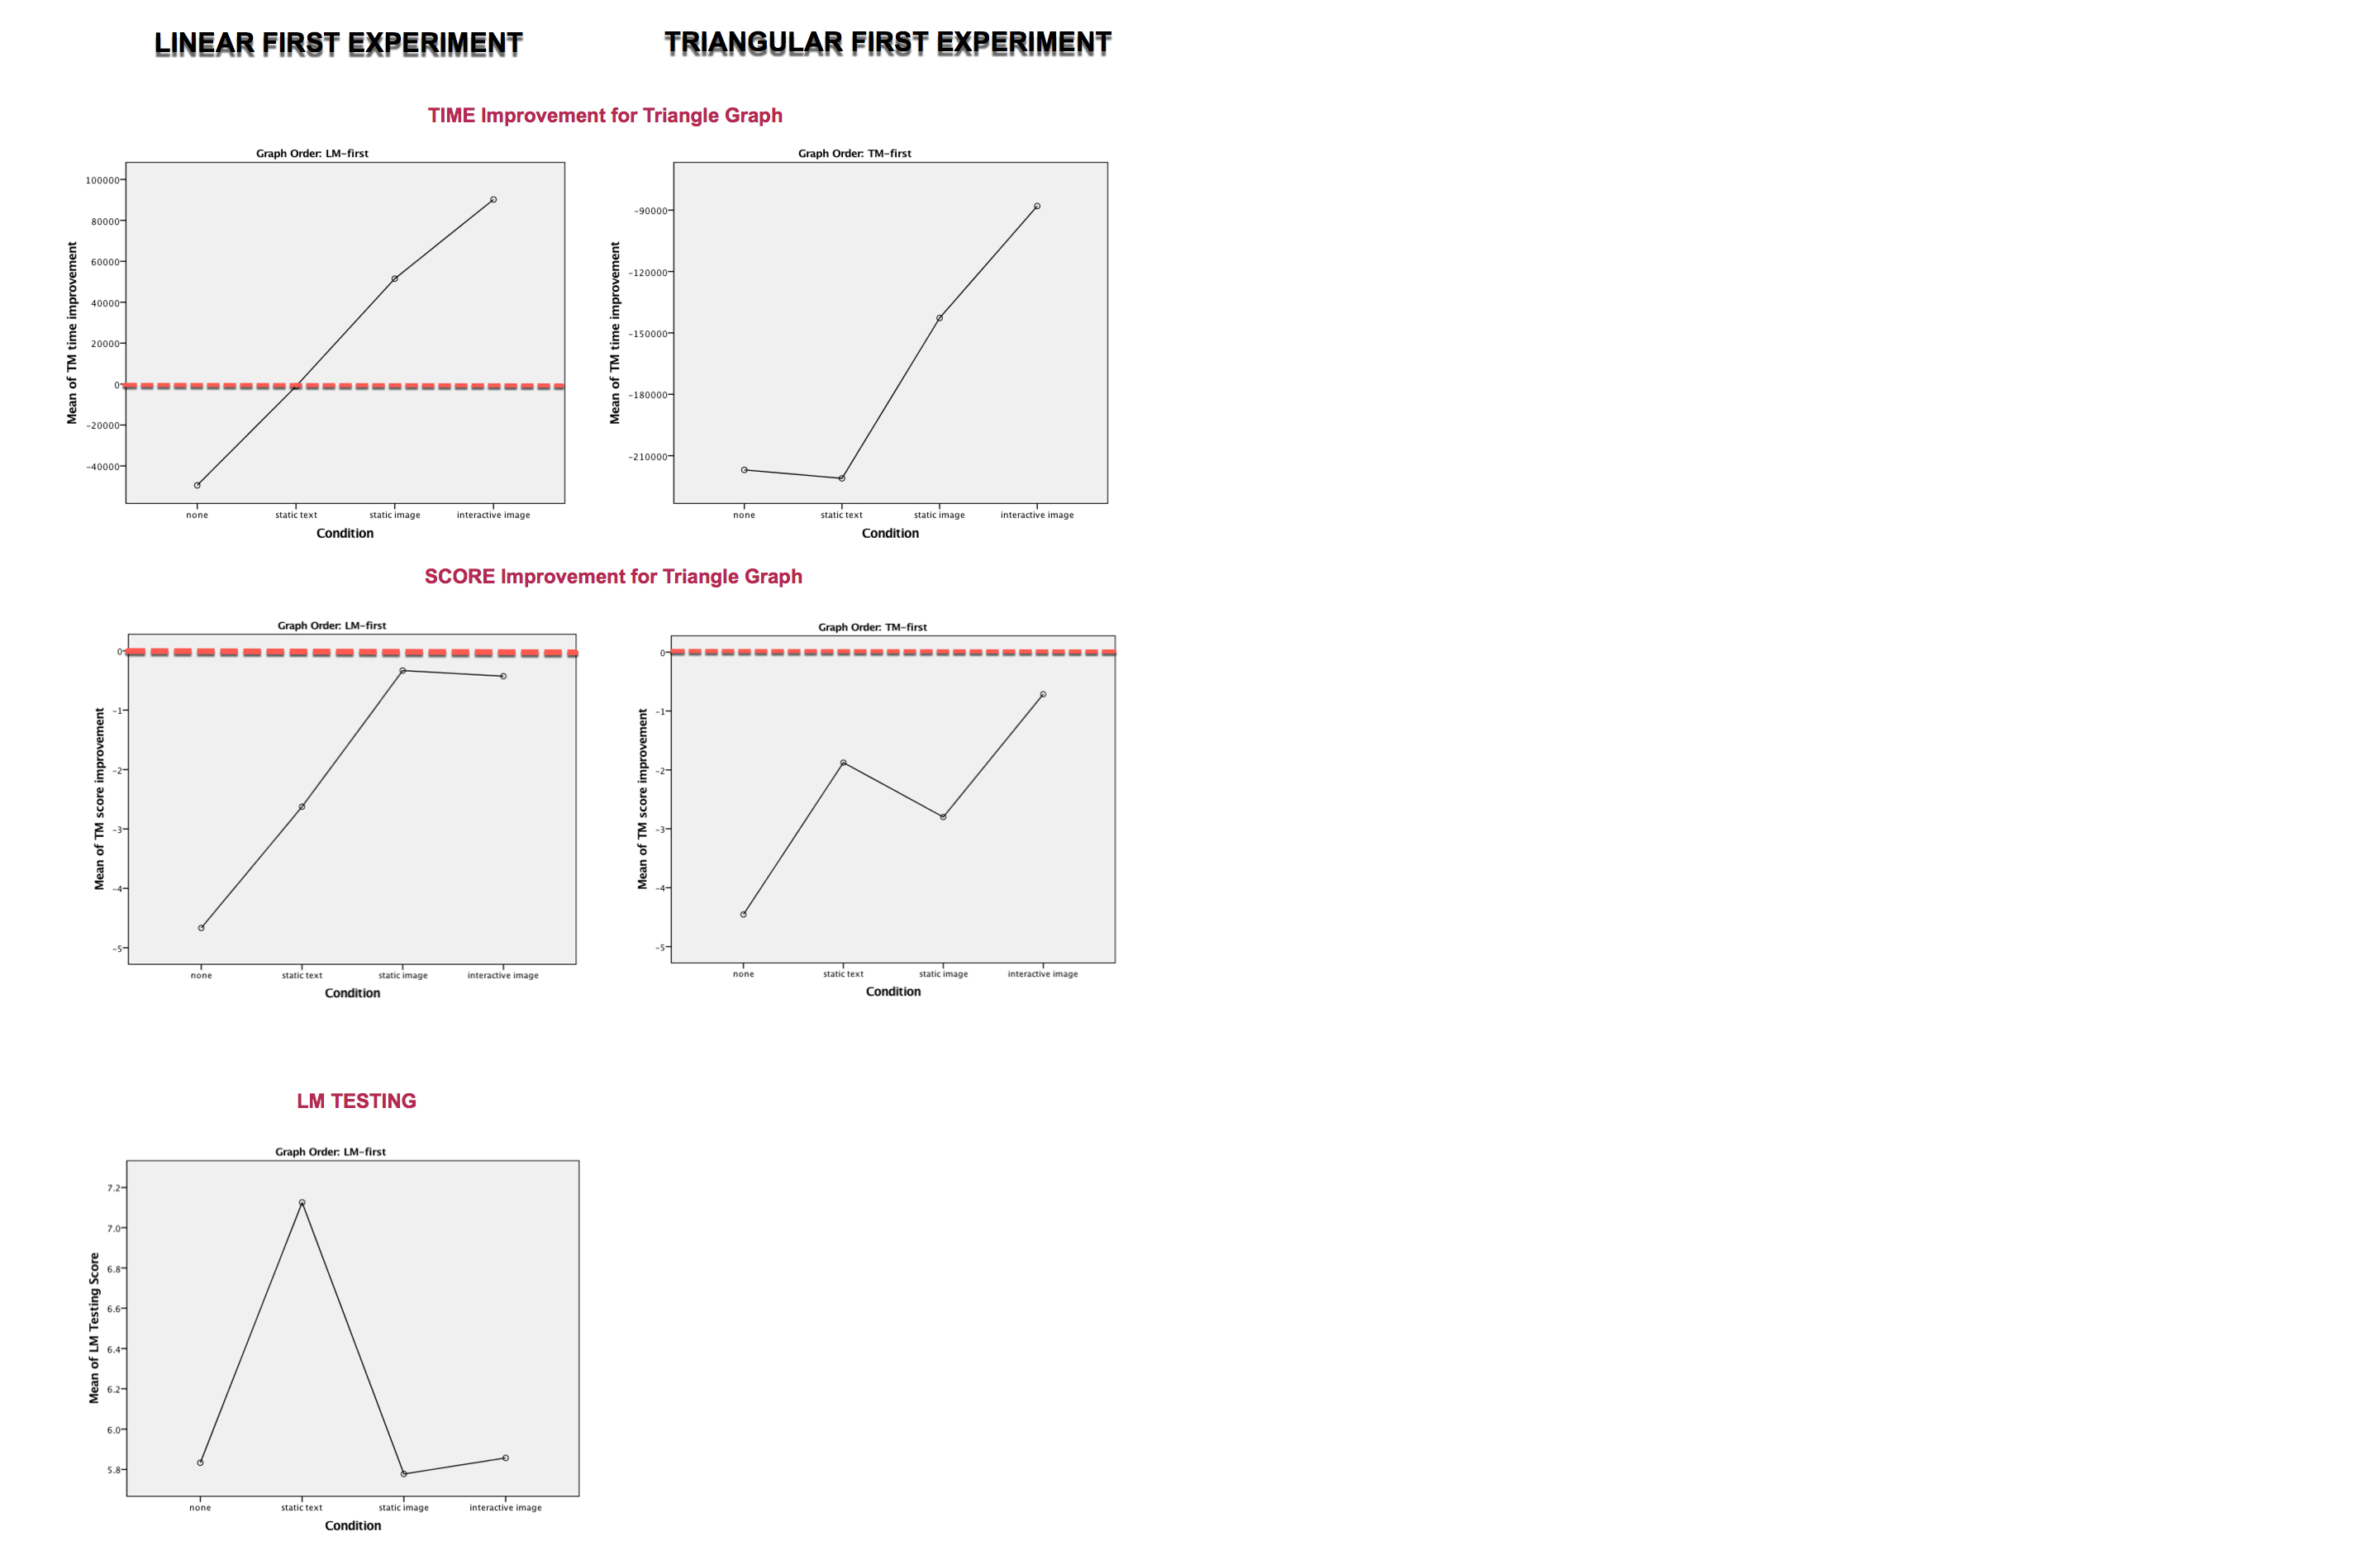 LINEAR FIRST EXPERIMENT
TRIANGULAR FIRST EXPERIMENT
TIME Improvement for Triangle Graph
Graph Order: LM-first
Mean of TM time improvement
100000
80000
60000
40000
20000
0
-20000
-40000
none static text static image interactive image
Condition
Graph Order: TM-first
Mean of TM time improvement
-90000
-120000
-150000
-180000
-210000
none static text static image interactive image
Condition
SCORE Improvement for Triangle Graph
Graph Order: LM-first
Mean of TM score improvement
0
-1
-2
-3
-4
-5
none static text static image interactive image
Condition
Graph Order: TM-first
Mean of TM score improvement
0
-1
-2
-3
-4
-5
none static text static image interactive image
Condition
LM TESTING
Graph Order: LM-first
Mean of LM Testing Score
7.2
7.0
6.8
6.6
6.4
6.2
6.0
5.8
none static text static image interactive image
Condition